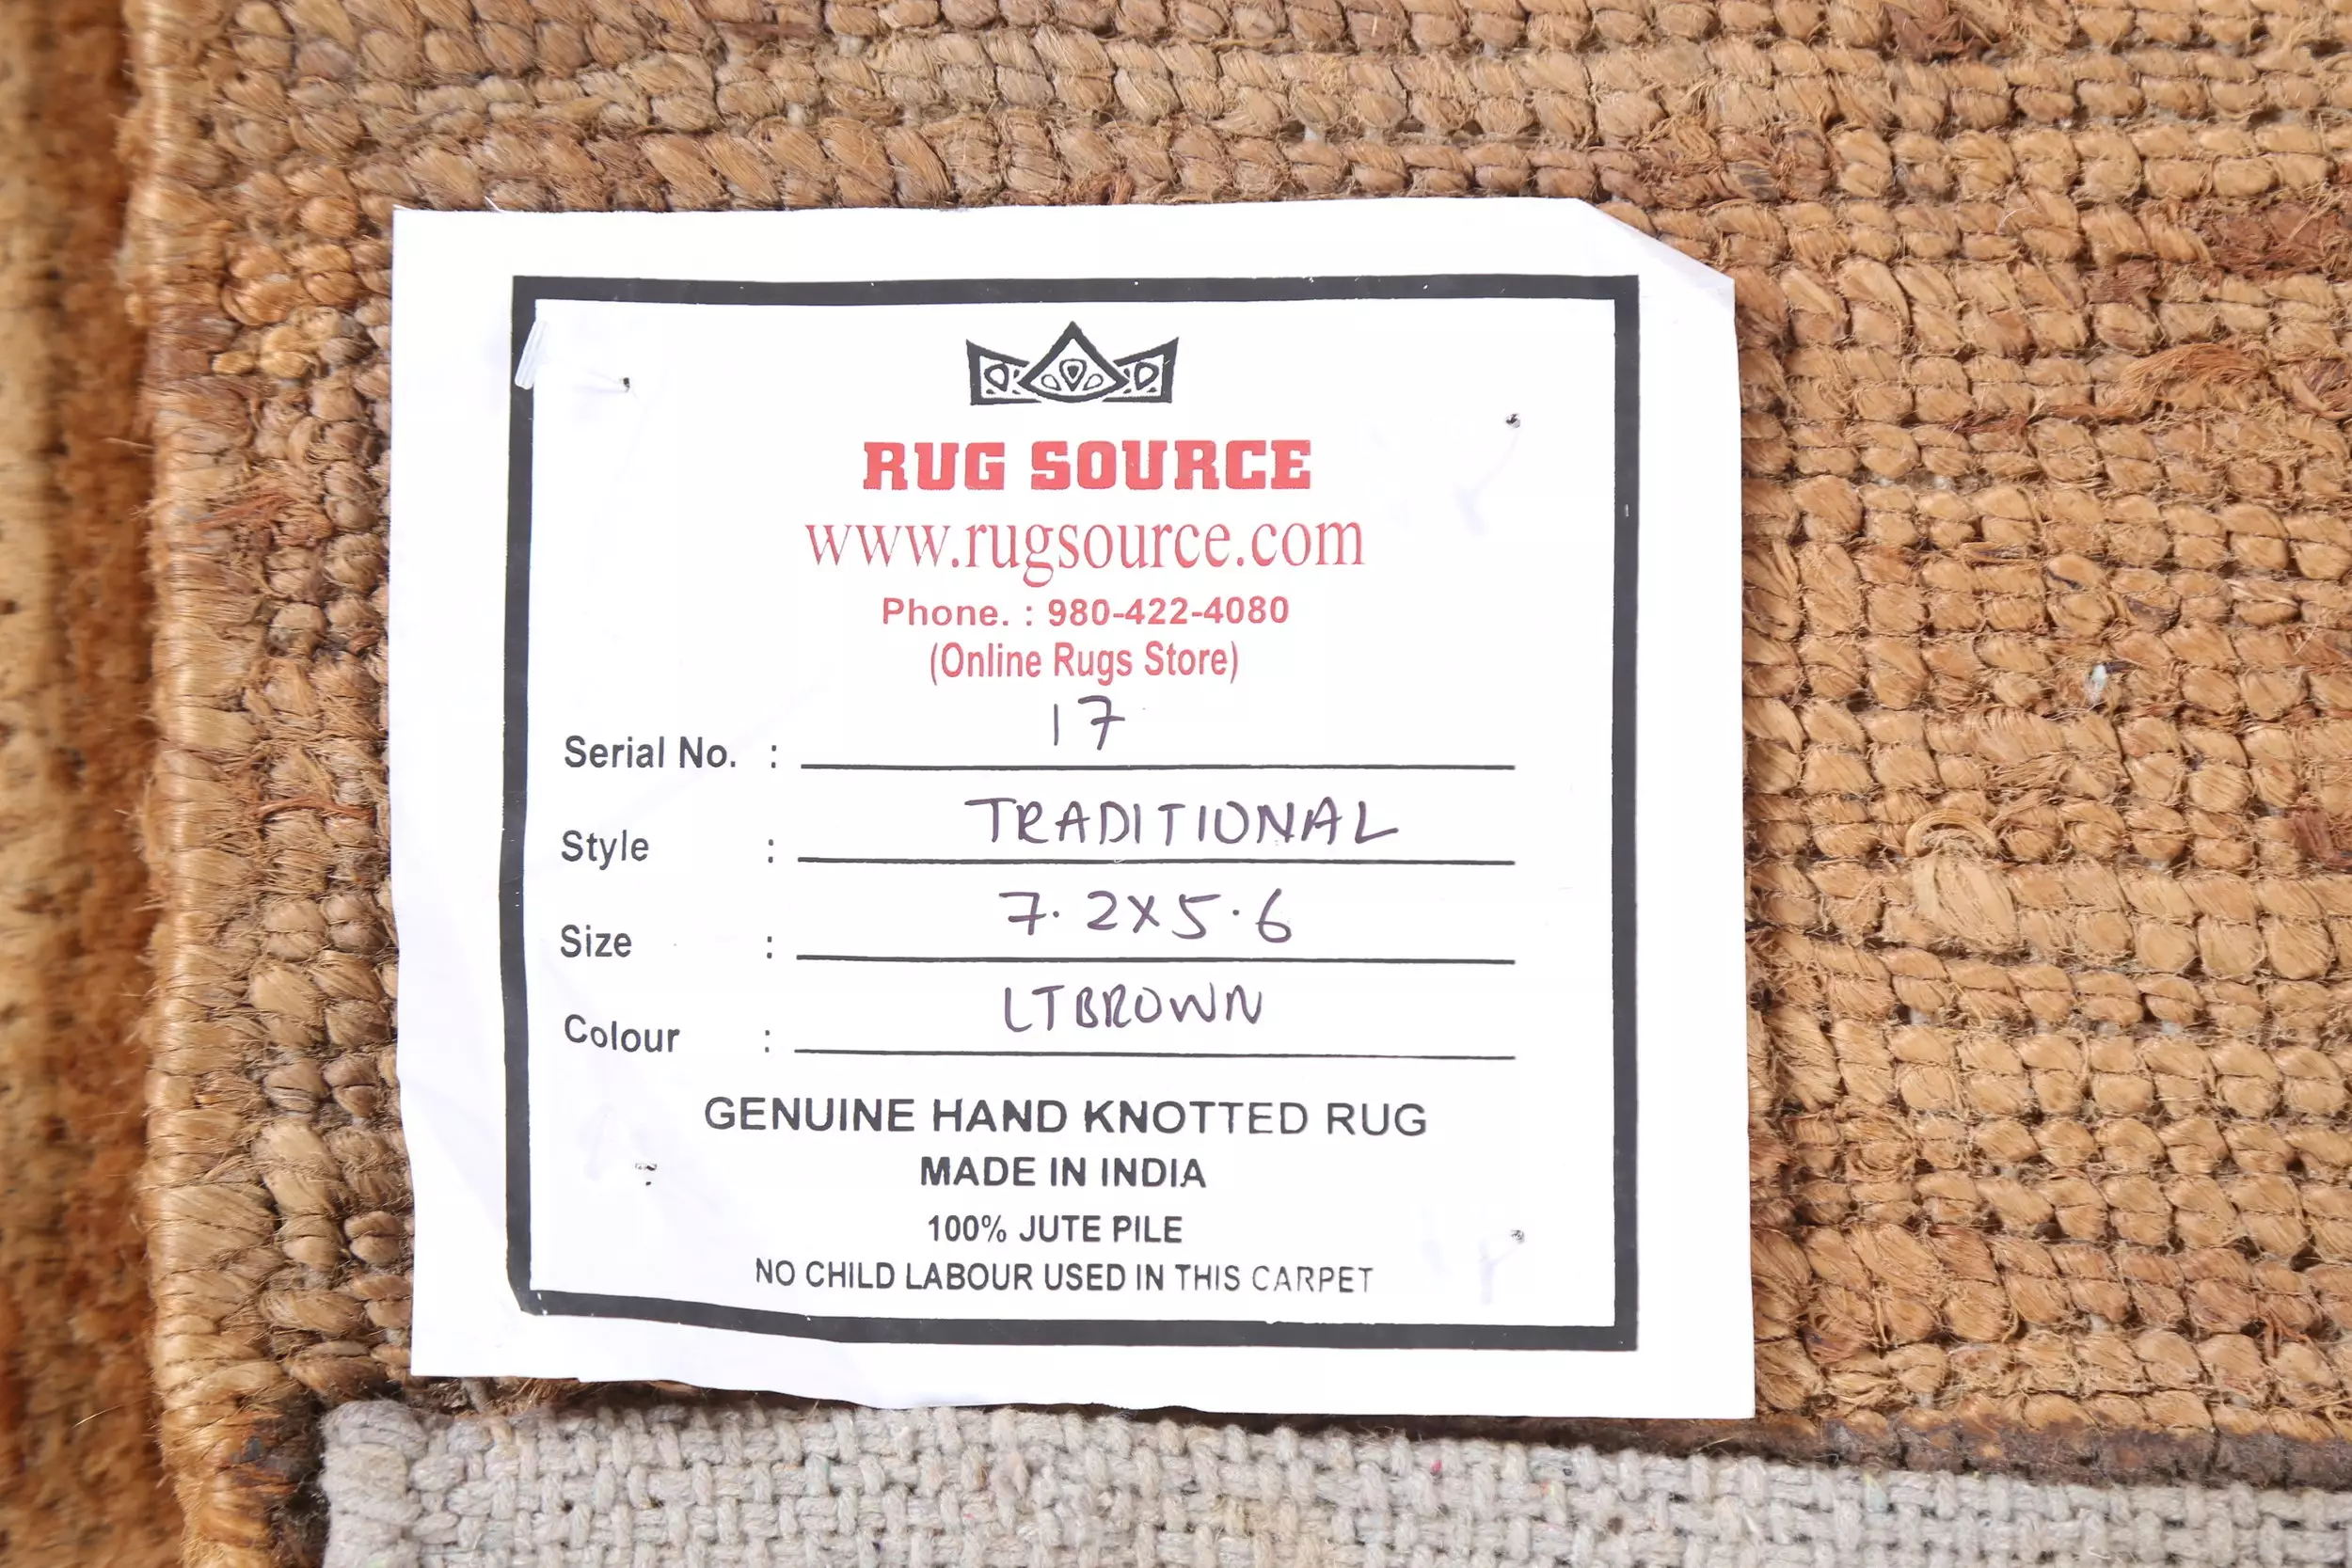 RUG SOURCE
www.rugsource.com
Phone. : 980-422-4080
(Online Rugs Store)
Serial No. : 17
Style : TRADITIONAL
Size : 7.2X5.6
Colour : LTBROWN
GENUINE HAND KNOTTED RUG
MADE IN INDIA
100% JUTE PILE
NO CHILD LABOUR USED IN THIS CARPET